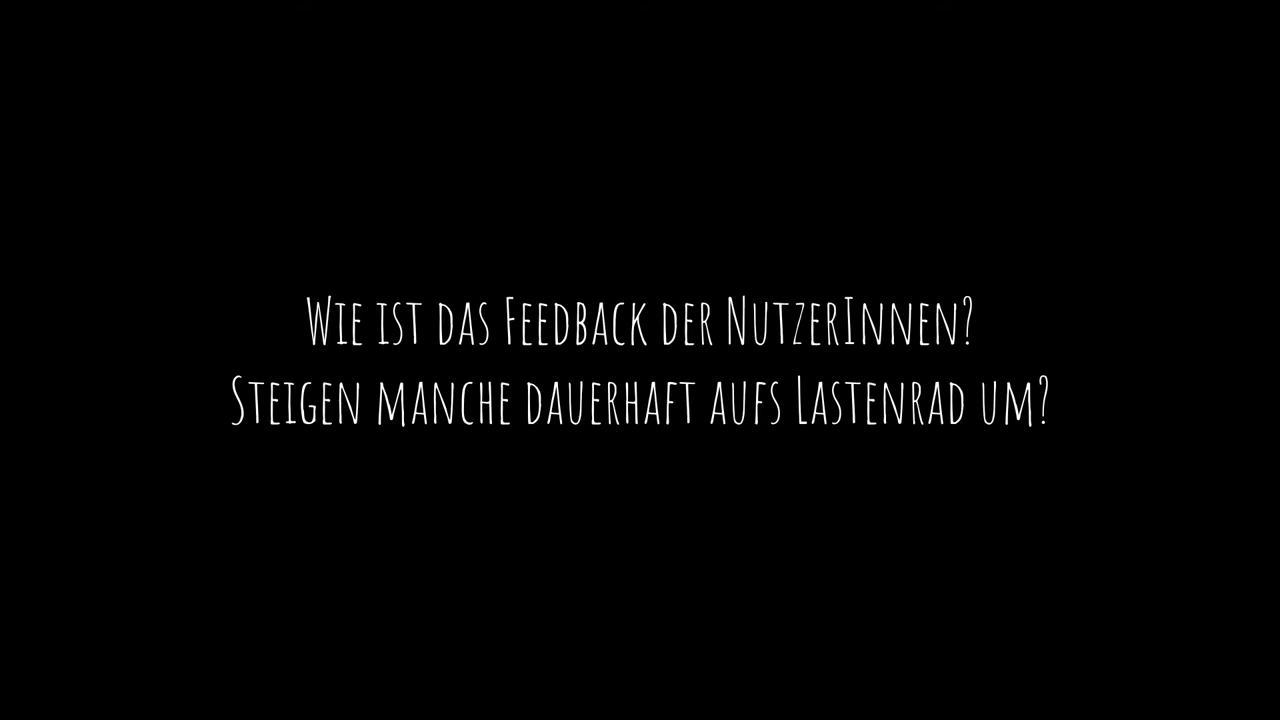 Wie ist das Feedback der NutzerInnen?
Steigen manche dauerhaft aufs Lastenrad um?